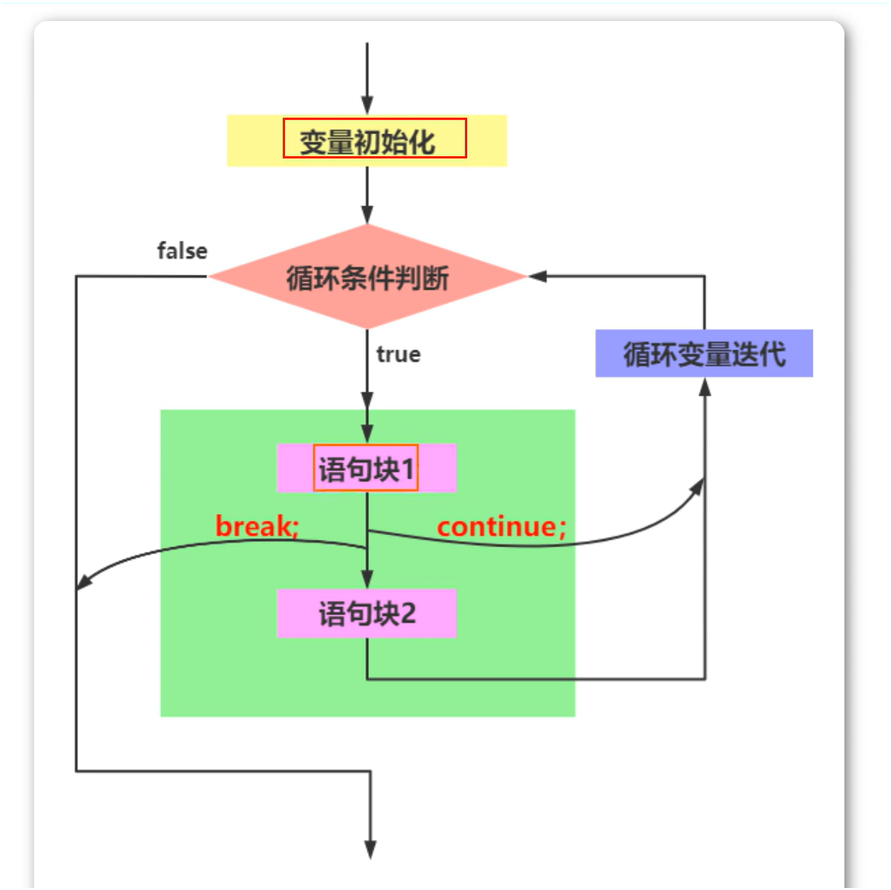 变量初始化
false
循环条件判断
true
循环变量迭代
语句块1
break;
continue;
语句块2